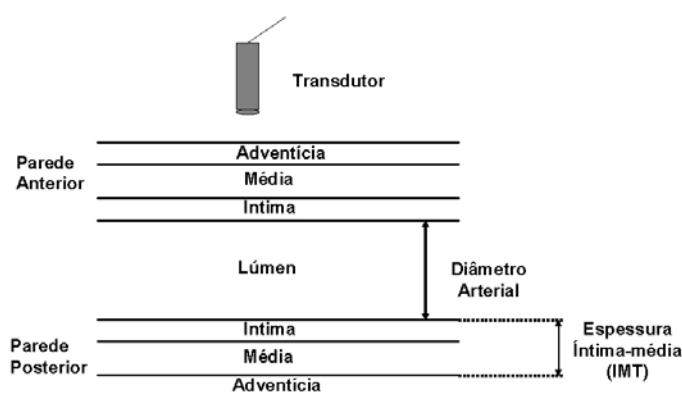 Transdutor
Adventícia
Parede
Anterior
Média
Intima
Lúmen
Diâmetro
Arterial
Intima
Espessura
Íntima-média
(IMT)
Parede
Posterior
Média
Adventícia